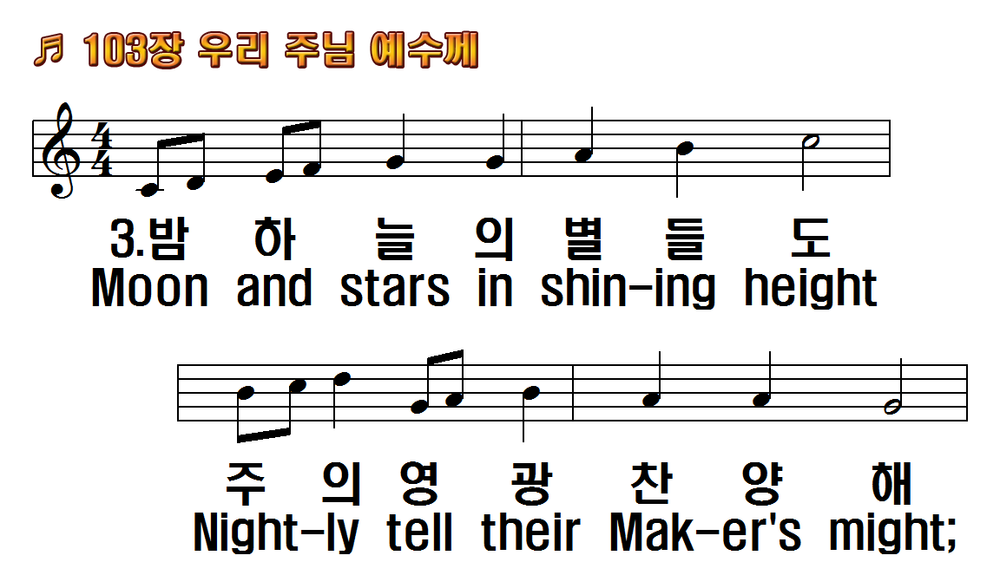 ♬ 103장 우리 주님 예수께
4
4
3.밤 하 늘 의 별 들 도
Moon and stars in shin-ing height
주 의 영 광 찬 양 해
Night-ly tell their Mak-er's might;